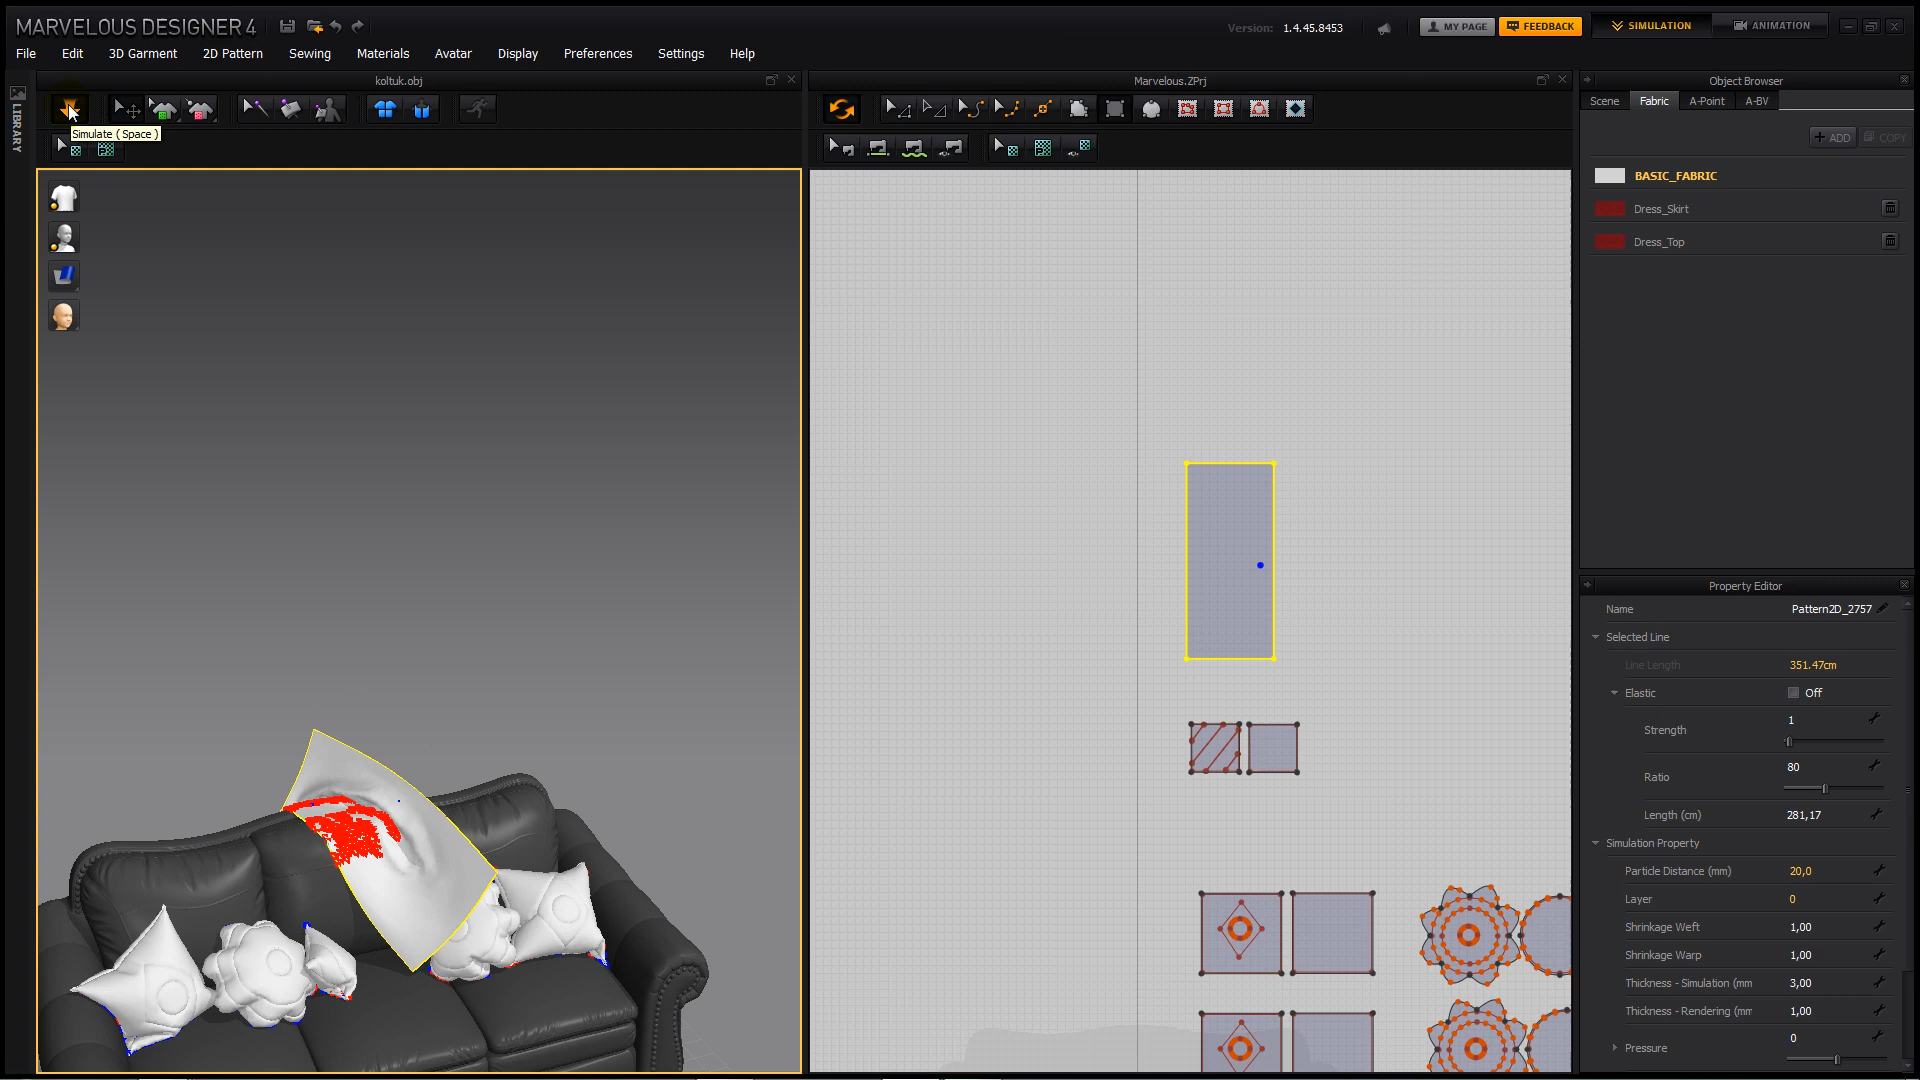 MARVELOUS DESIGNER 4
Version: 1.4.45.8453
MY PAGE
FEEDBACK
SIMULATION
ANIMATION
File Edit 3D Garment 2D Pattern Sewing Materials Avatar Display Preferences Settings Help
koltuk.obj
Marvelous.ZPrj
Object Browser
LIBRARY
Simulate ( Space )
Scene Fabric A-Point A-BV
+ ADD COPY
BASIC_FABRIC
Dress_Skirt
Dress_Top
Property Editor
Name Pattern2D_2757
Selected Line
Line Length 351.47cm
Elastic Off
Strength 1
Ratio 80
Length (cm) 281,17
Simulation Property
Particle Distance (mm) 20,0
Layer 0
Shrinkage Weft 1,00
Shrinkage Warp 1,00
Thickness - Simulation (mm 3,00
Thickness - Rendering (mm 1,00
Pressure 0